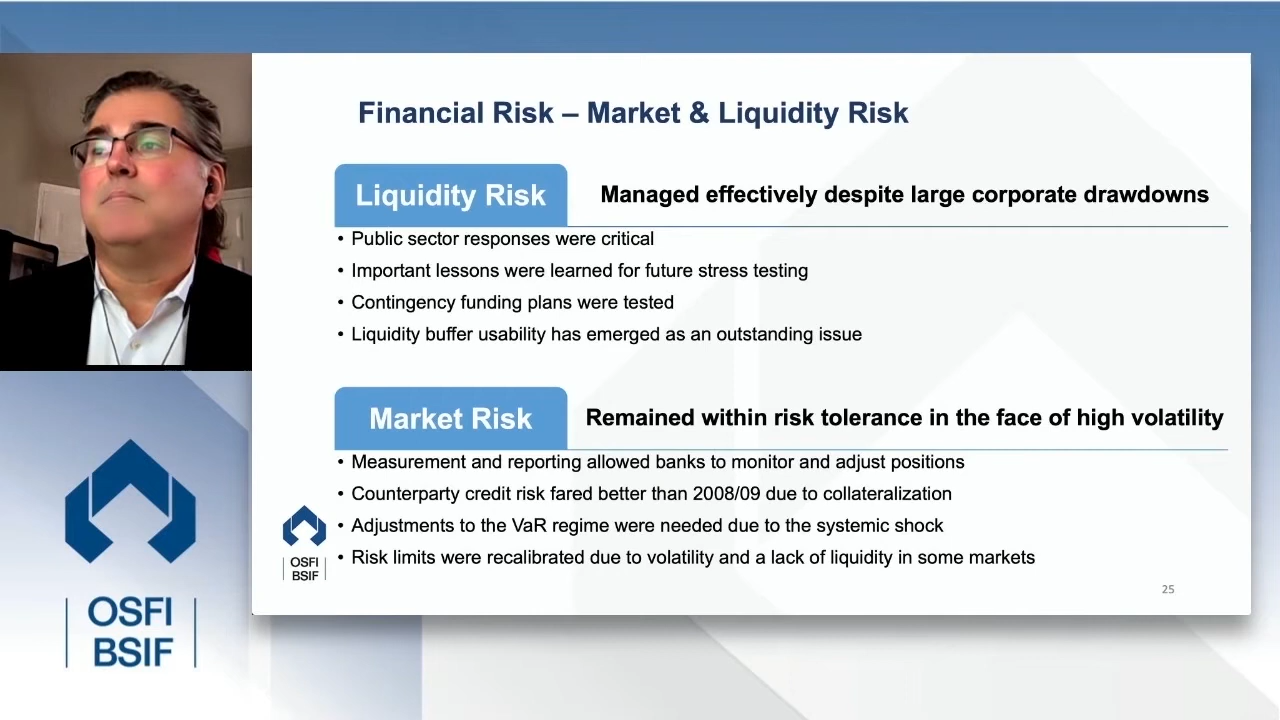 Financial Risk – Market & Liquidity Risk
Liquidity Risk
Managed effectively despite large corporate drawdowns
• Public sector responses were critical
• Important lessons were learned for future stress testing
• Contingency funding plans were tested
• Liquidity buffer usability has emerged as an outstanding issue
Market Risk
Remained within risk tolerance in the face of high volatility
• Measurement and reporting allowed banks to monitor and adjust positions
• Counterparty credit risk fared better than 2008/09 due to collateralization
• Adjustments to the VaR regime were needed due to the systemic shock
• Risk limits were recalibrated due to volatility and a lack of liquidity in some markets
OSFI
BSIF
25
OSFI
BSIF